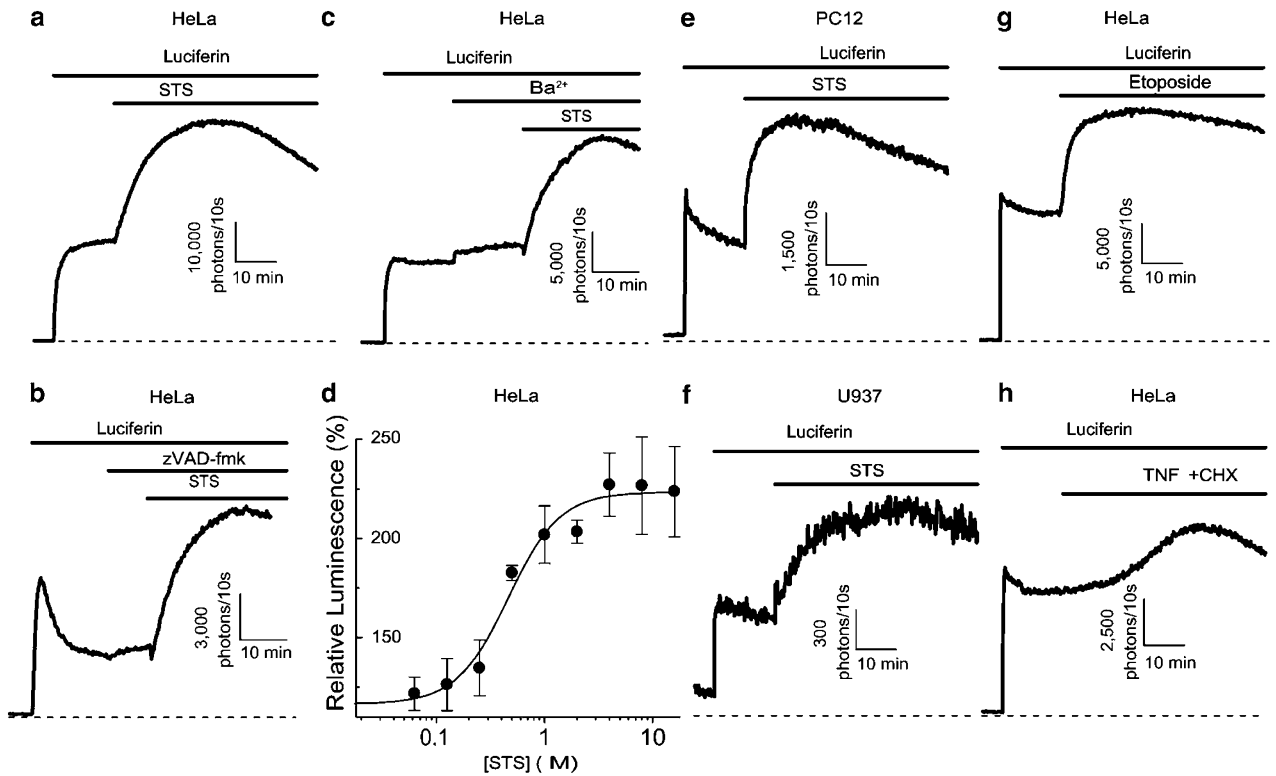 a
HeLa
Luciferin
STS
10,000
photons/10s
10 min
c
HeLa
Luciferin
Ba²⁺
STS
5,000
photons/10s
10 min
e
PC12
Luciferin
STS
1,500
photons/10s
10 min
g
HeLa
Luciferin
Etoposide
5,000
photons/10s
10 min
b
HeLa
Luciferin
zVAD-fmk
STS
3,000
photons/10s
10 min
d
HeLa
Relative Luminescence (%)
250
200
150
0.1
1
10
[STS] ( M)
f
U937
Luciferin
STS
300
photons/10s
10 min
h
HeLa
Luciferin
TNF +CHX
2,500
photons/10s
10 min